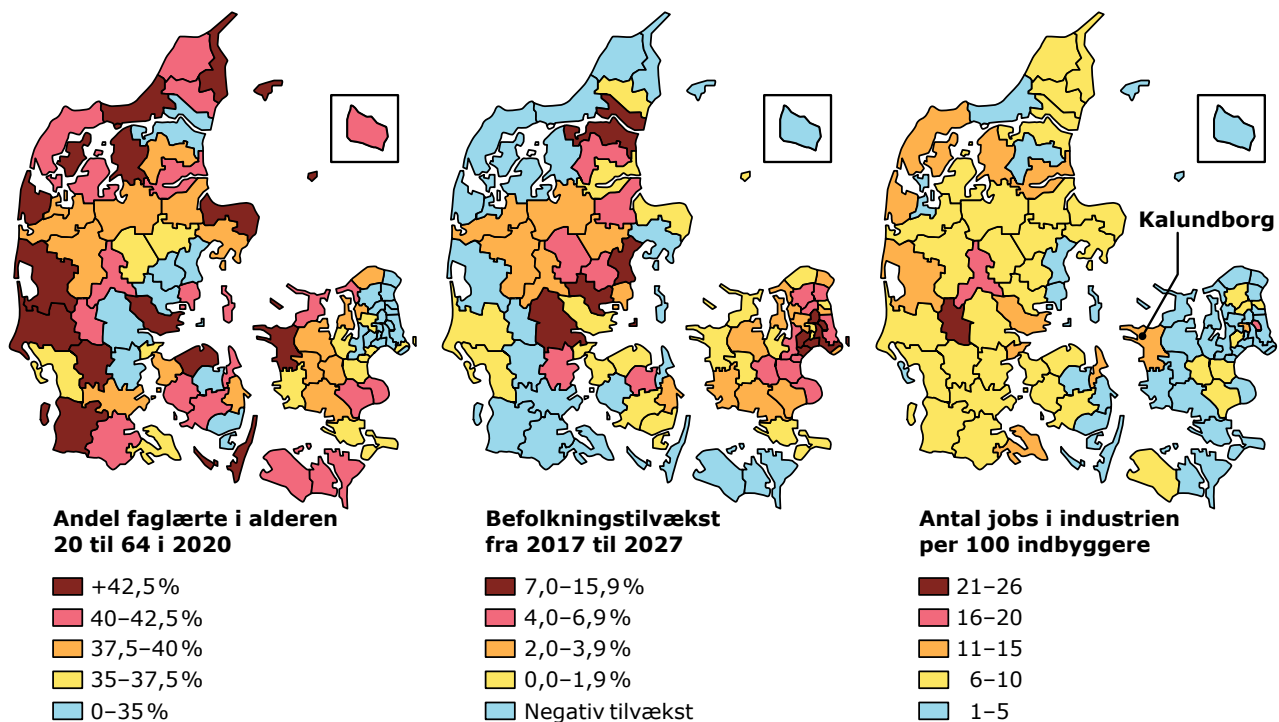 Kalundborg
Andel faglærte i alderen
20 til 64 i 2020
+42,5 %
40–42,5 %
37,5–40 %
35–37,5 %
0–35 %
Befolkningstilvækst
fra 2017 til 2027
7,0–15,9 %
4,0–6,9 %
2,0–3,9 %
0,0–1,9 %
Negativ tilvækst
Antal jobs i industrien
per 100 indbyggere
21–26
16–20
11–15
6–10
1–5